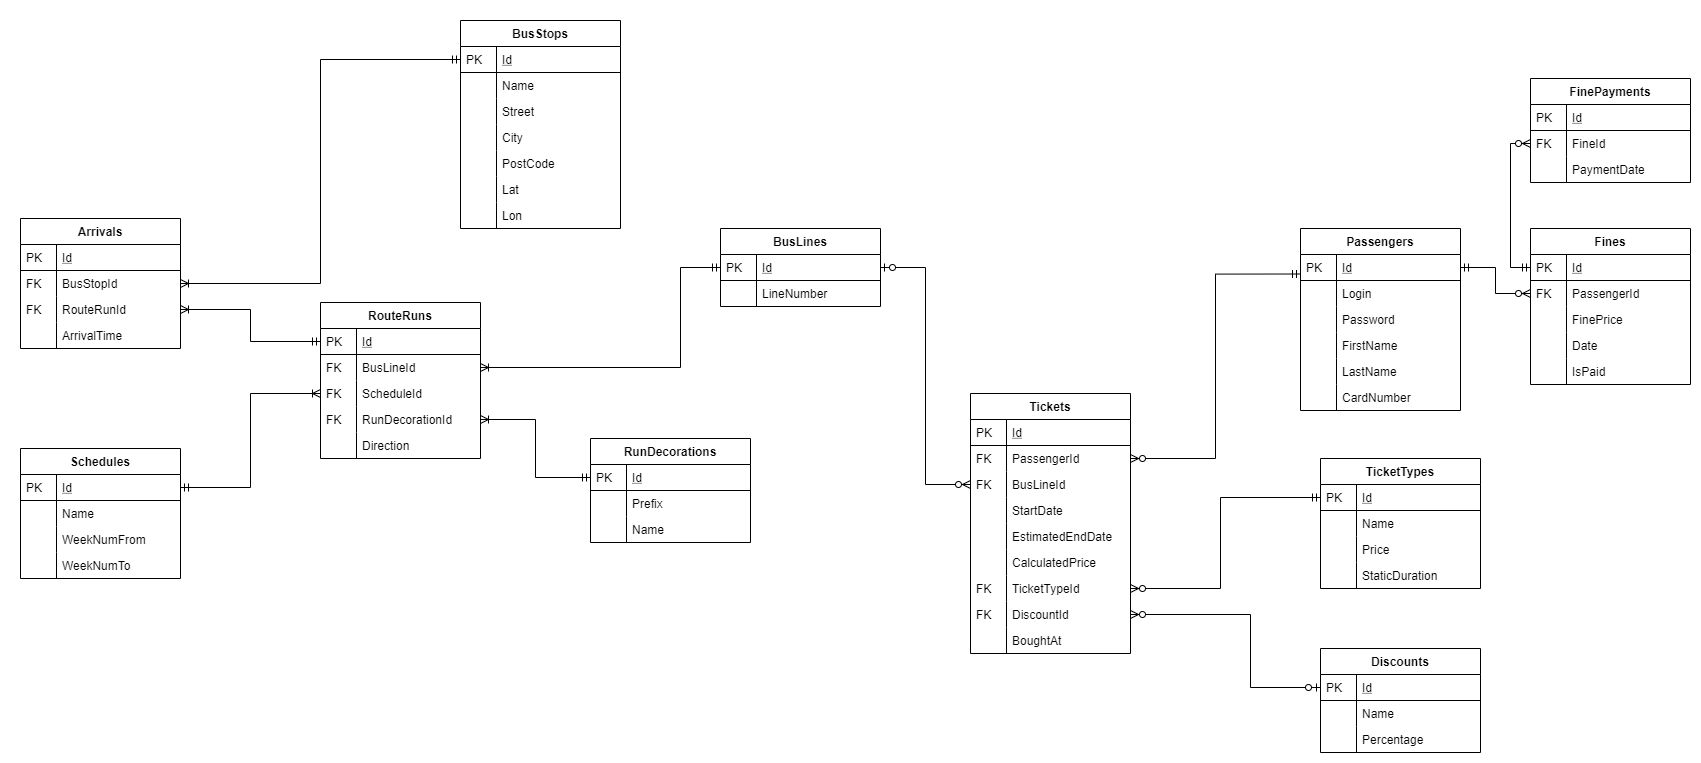 BusStops
PK Id
Name
Street
City
PostCode
Lat
Lon
FinePayments
PK Id
FK FineId
PaymentDate
Arrivals
PK Id
FK BusStopId
FK RouteRunId
ArrivalTime
BusLines
PK Id
LineNumber
Passengers
PK Id
Login
Password
FirstName
LastName
CardNumber
Fines
PK Id
FK PassengerId
FinePrice
Date
IsPaid
RouteRuns
PK Id
FK BusLineId
FK ScheduleId
FK RunDecorationId
Direction
Tickets
PK Id
FK PassengerId
FK BusLineId
StartDate
EstimatedEndDate
CalculatedPrice
FK TicketTypeId
FK DiscountId
BoughtAt
Schedules
PK Id
Name
WeekNumFrom
WeekNumTo
RunDecorations
PK Id
Prefix
Name
TicketTypes
PK Id
Name
Price
StaticDuration
Discounts
PK Id
Name
Percentage